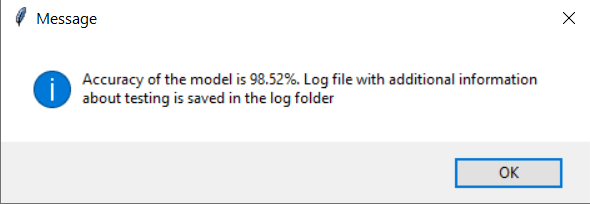 Message
Accuracy of the model is 98.52%. Log file with additional information
about testing is saved in the log folder
OK